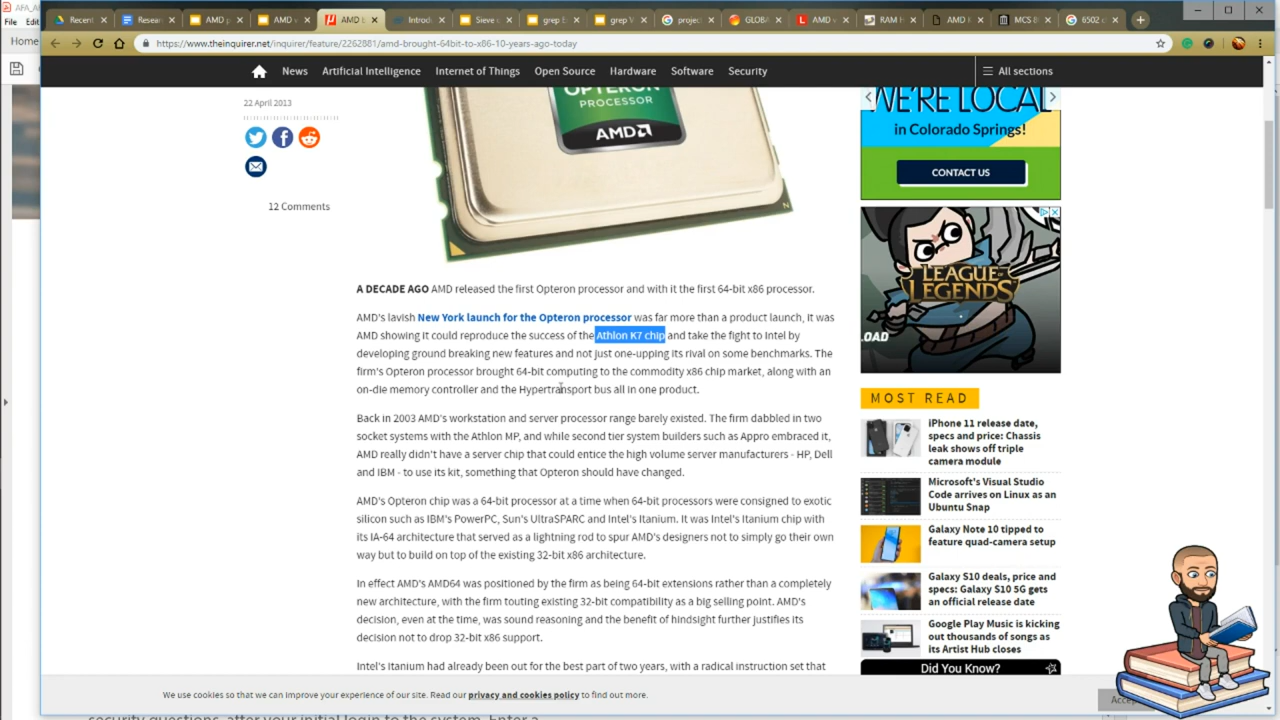 AFA_A
File
Home
Recent
Resear
AMD p
AMD v
AMD b
Introdu
Sieve o
grep E
grep V
project
GLOBA
AMD v
RAM H
AMD I
MCS 8
6502
https://www.theinquirer.net/inquirer/feature/2262881/amd-brought-64bit-to-x86-10-years-ago-today
News
Artificial Intelligence
Internet of Things
Open Source
Hardware
Software
Security
All sections
22 April 2013
12 Comments
OPTERON
PROCESSOR
AMD
A DECADE AGO AMD released the first Opteron processor and with it the first 64-bit x86 processor.
AMD's lavish New York launch for the Opteron processor was far more than a product launch, it was
AMD showing it could reproduce the success of the Athlon K7 chip and take the fight to Intel by
developing ground breaking new features and not just one-upping its rival on some benchmarks. The
firm's Opteron processor brought 64-bit computing to the commodity x86 chip market, along with an
on-die memory controller and the Hypertransport bus all in one product.
Back in 2003 AMD's workstation and server processor range barely existed. The firm dabbled in two
socket systems with the Athlon MP, and while second tier system builders such as Appro embraced it,
AMD really didn't have a server chip that could entice the high volume server manufacturers - HP, Dell
and IBM - to use its kit, something that Opteron should have changed.
AMD's Opteron chip was a 64-bit processor at a time when 64-bit processors were consigned to exotic
silicon such as IBM's PowerPC, Sun's UltraSPARC and Intel's Itanium. It was Intel's Itanium chip with
its IA-64 architecture that served as a lightning rod to spur AMD's designers not to simply go their own
way but to build on top of the existing 32-bit x86 architecture.
In effect AMD's AMD64 was positioned by the firm as being 64-bit extensions rather than a completely
new architecture, with the firm touting existing 32-bit compatibility as a big selling point. AMD's
decision, even at the time, was sound reasoning and the benefit of hindsight further justifies its
decision not to drop 32-bit x86 support.
Intel's Itanium had already been out for the best part of two years, with a radical instruction set that
WE'RE LOCAL
in Colorado Springs!
CONTACT US
LEAGUE OF
LEGENDS
OAD
MOST READ
iPhone 11 release date,
specs and price: Chassis
leak shows off triple
camera module
Microsoft's Visual Studio
Code arrives on Linux as an
Ubuntu Snap
Galaxy Note 10 tipped to
feature quad-camera setup
Galaxy S10 deals, price and
specs: Galaxy S10 5G gets
an official release date
Google Play Music is kicking
out thousands of songs as
its Artist Hub closes
Did You Know?
We use cookies so that we can improve your experience of our site. Read our privacy and cookies policy to find out more.
Accep
security questions, after your initial login to the system. Enter a